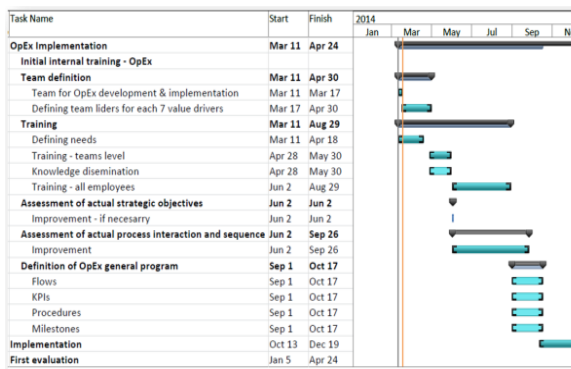 Task Name Start Finish 2014
Jan Mar May Jul Sep
OpEx Implementation Mar 11 Apr 24
Initial internal training - OpEx
Team definition Mar 11 Apr 30
Team for OpEx development & implementation Mar 11 Mar 17
Defining team liders for each 7 value drivers Mar 17 Apr 30
Training Mar 11 Aug 29
Defining needs Mar 11 Apr 18
Training - teams level Apr 28 May 30
Knowledge disemination Apr 28 May 30
Training - all employees Jun 2 Aug 29
Assessment of actual strategic objectives Jun 2 Jun 2
Improvement - if necesarry Jun 2 Jun 2
Assessment of actual process interaction and sequence Jun 2 Sep 26
Improvement Jun 2 Sep 26
Definition of OpEx general program Sep 1 Oct 17
Flows Sep 1 Oct 17
KPIs Sep 1 Oct 17
Procedures Sep 1 Oct 17
Milestones Sep 1 Oct 17
Implementation Oct 13 Dec 19
First evaluation Jan 5 Apr 24